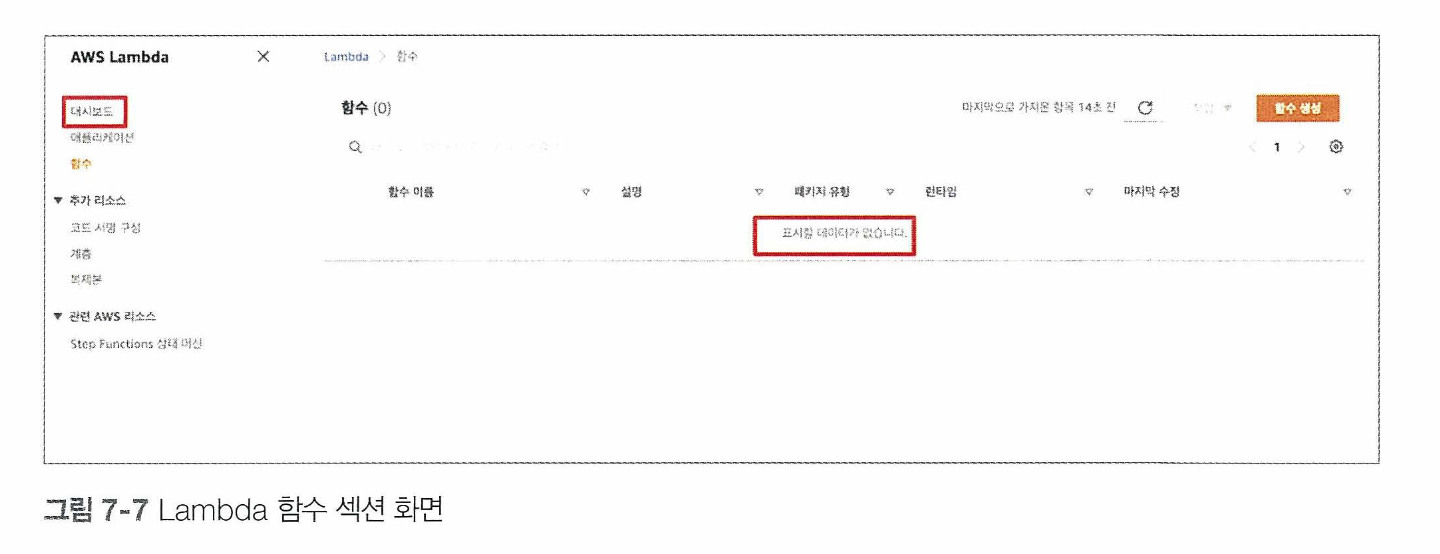 AWS Lambda
Lambda > 함수
대시보드
애플리케이션
함수
▼ 추가 리소스
코드 서명 구성
계층
복제본
▼ 관련 AWS 리소스
Step Functions 상태 머신
함수 (0)
마지막으로 가져온 항목 14초 전
작업
함수 생성
< 1 >
함수 이름
설명
패키지 유형
런타임
마지막 수정
표시할 데이터가 없습니다.
그림 7-7 Lambda 함수 섹션 화면